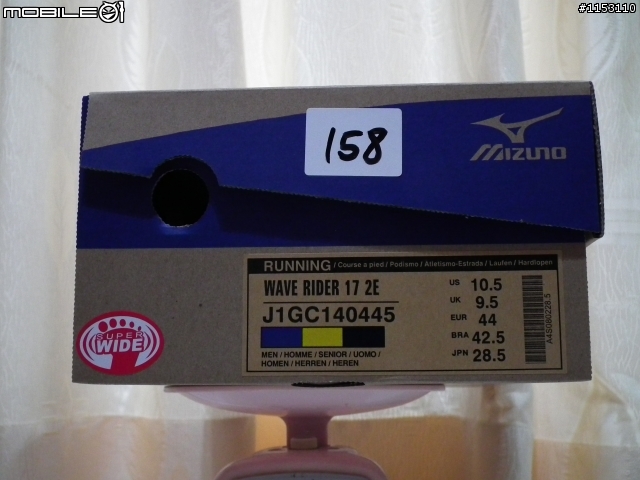 MOBILE01
#1153110
158
MIZUNO
RUNNING / Course a pied / Podismo / Atletismo-Estrada / Laufen / Hardlopen
WAVE RIDER 17 2E
J1GC140445
MEN / HOMME / SENIOR / UOMO /
HOMEN / HERREN / HEREN
US 10.5
UK 9.5
EUR 44
BRA 42.5
JPN 28.5
A4S080228.5
SUPER
WIDE